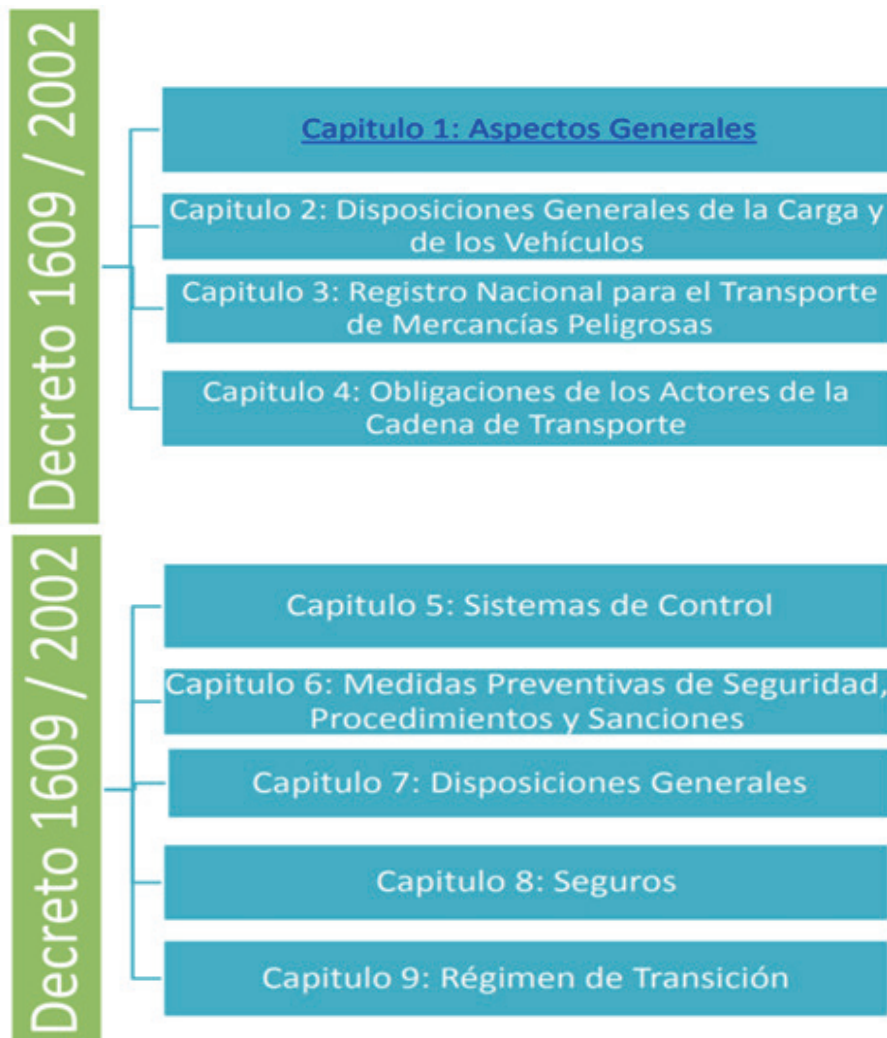 Decreto 1609 / 2002
Capitulo 1: Aspectos Generales
Capitulo 2: Disposiciones Generales de la Carga y
de los Vehículos
Capitulo 3: Registro Nacional para el Transporte
de Mercancías Peligrosas
Capitulo 4: Obligaciones de los Actores de la
Cadena de Transporte
Decreto 1609 / 2002
Capitulo 5: Sistemas de Control
Capitulo 6: Medidas Preventivas de Seguridad,
Procedimientos y Sanciones
Capitulo 7: Disposiciones Generales
Capitulo 8: Seguros
Capitulo 9: Régimen de Transición